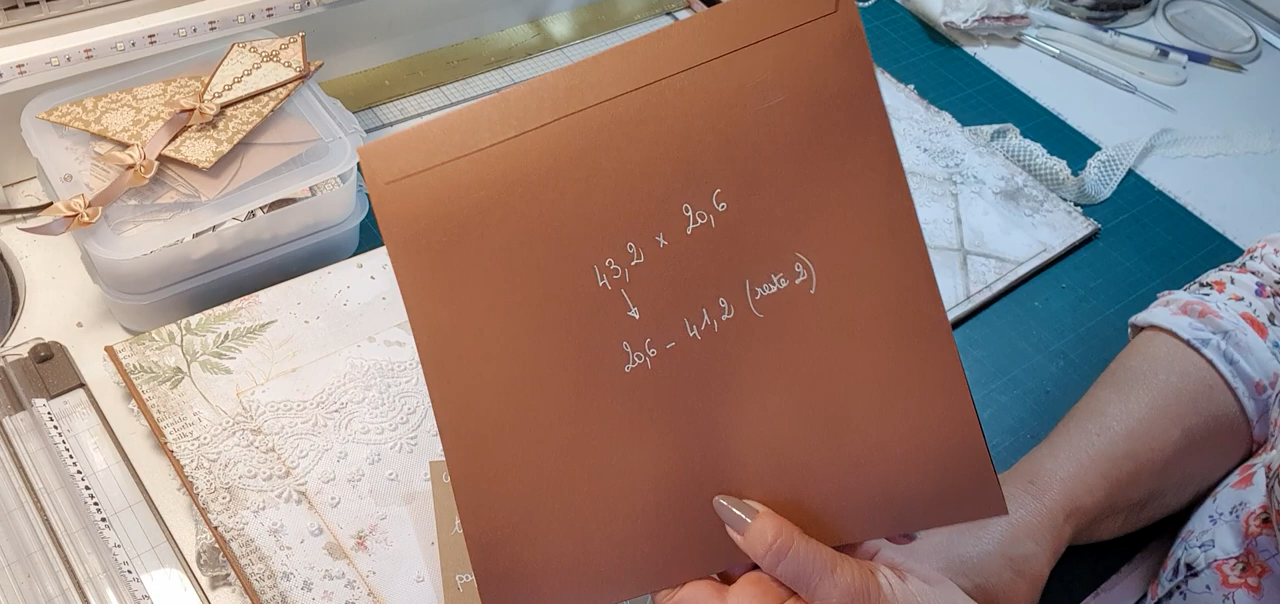 43,2 x 20,6
↓
20,6 - 41,2 (reste 2)